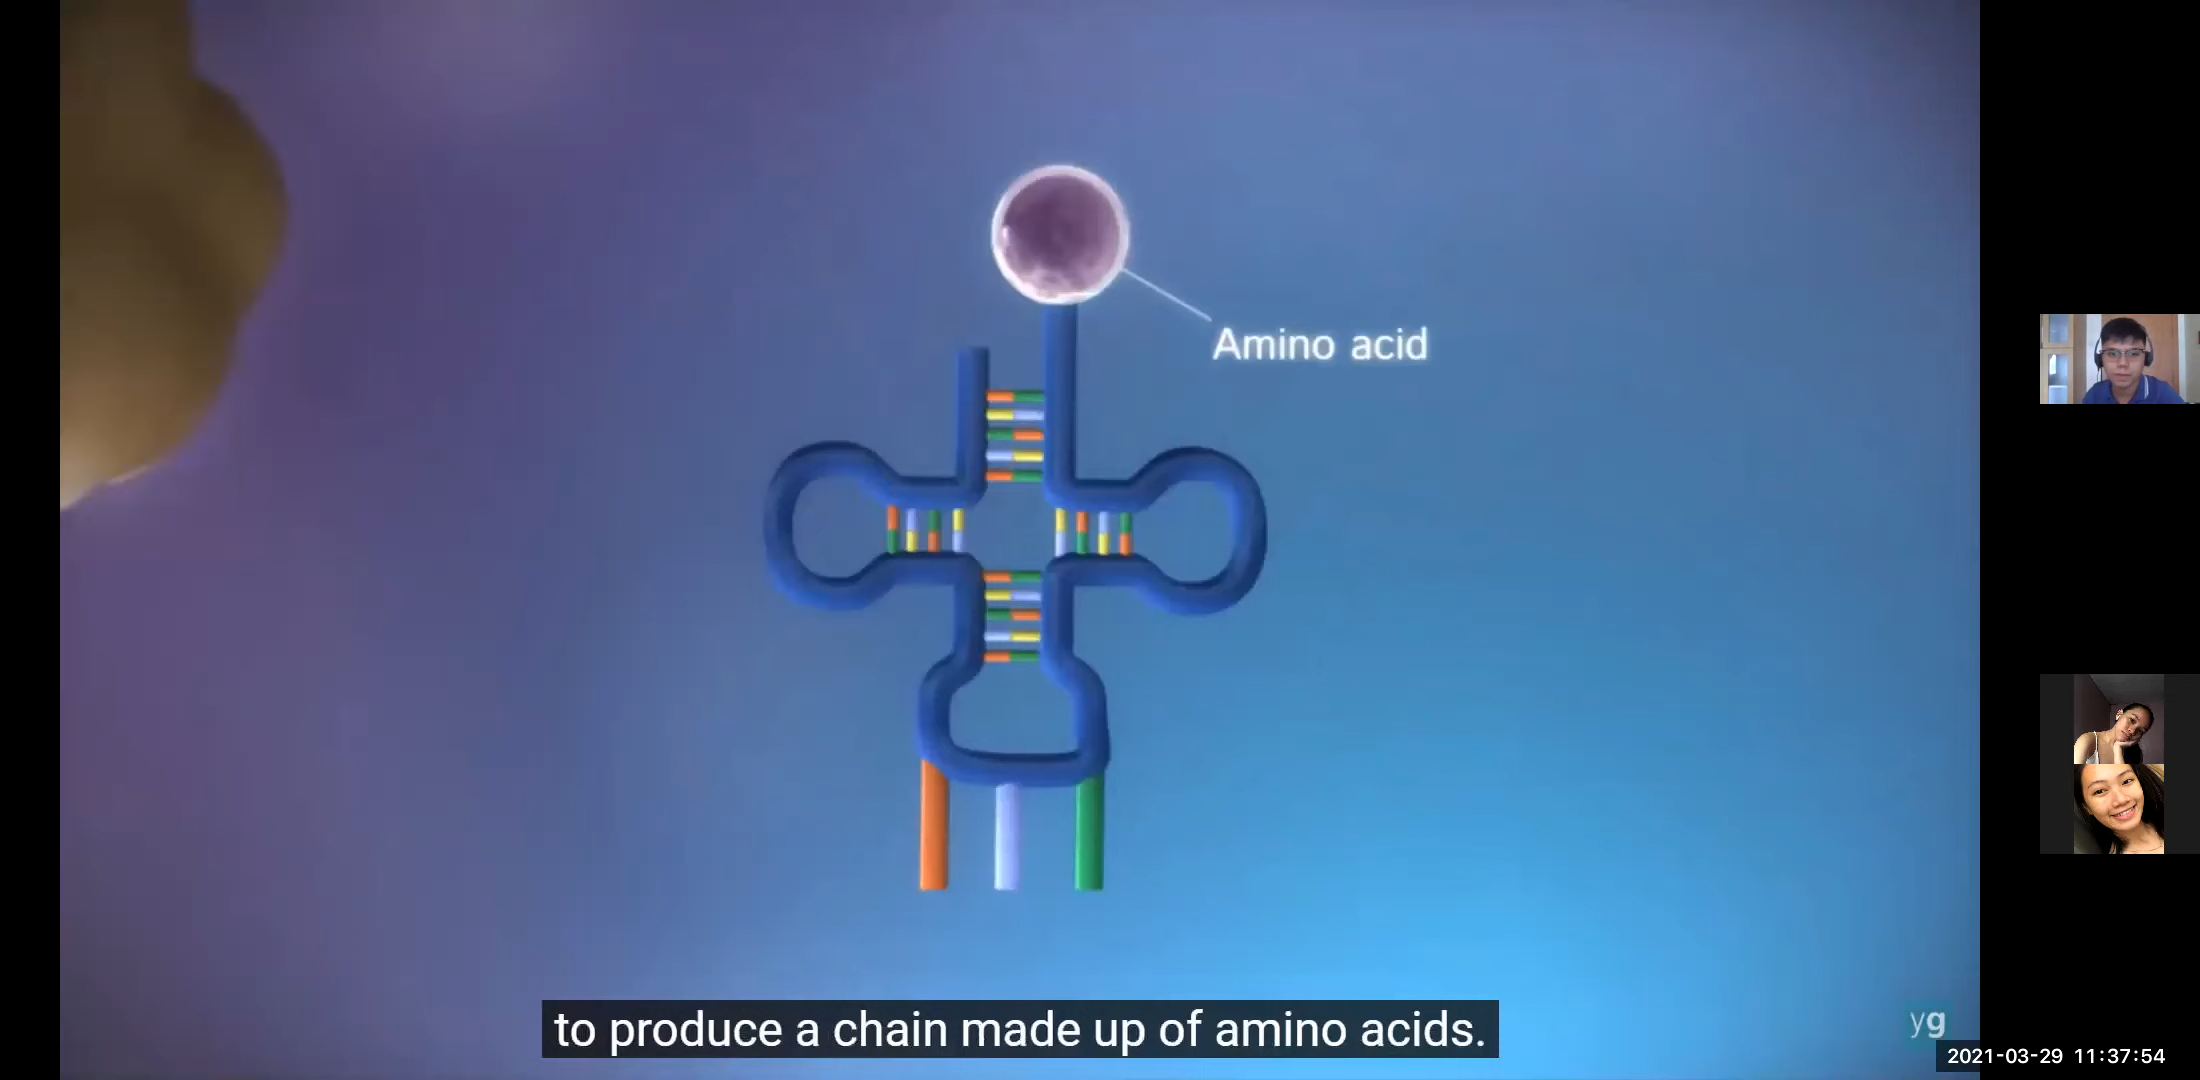 Amino acid
to produce a chain made up of amino acids.
yg
2021-03-29 11:37:54